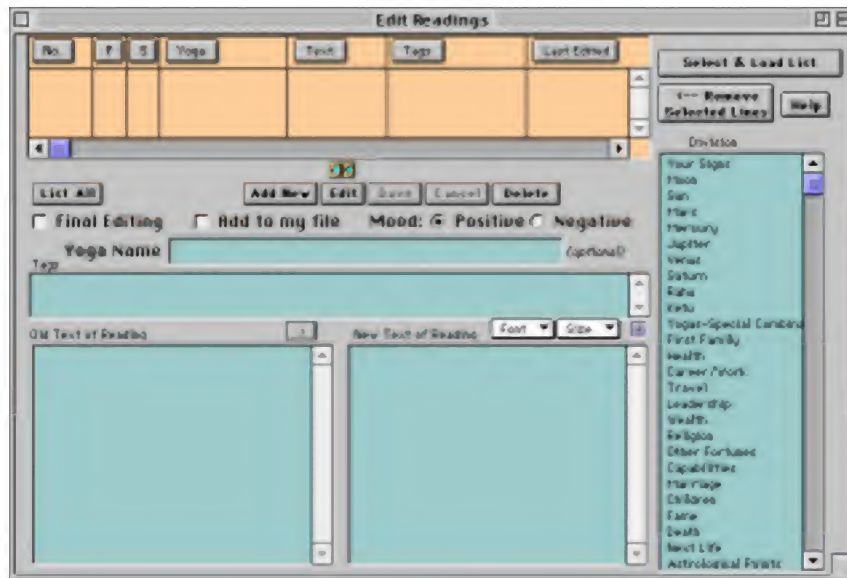 Edit Readings
No. P S Yoga Text Tags Last Edited
Select & Load List
<-- Remove
Selected Lines
Help
List All Add New Edit Save Cancel Delete
Final Editing Add to my file Mood: Positive Negative
Yoga Name (optional)
Tags
Old Text of Reading New Text of Reading Font Size
Your Signs
Moon
Sun
Mars
Mercury
Jupiter
Venus
Saturn
Rahu
Ketu
Yogas-Special Combina
First Family
Health
Career/Work
Travel
Leadership
Wealth
Religion
Other Fortunes
Capabilities
Marriage
Children
Fame
Death
Next Life
Astrological Points